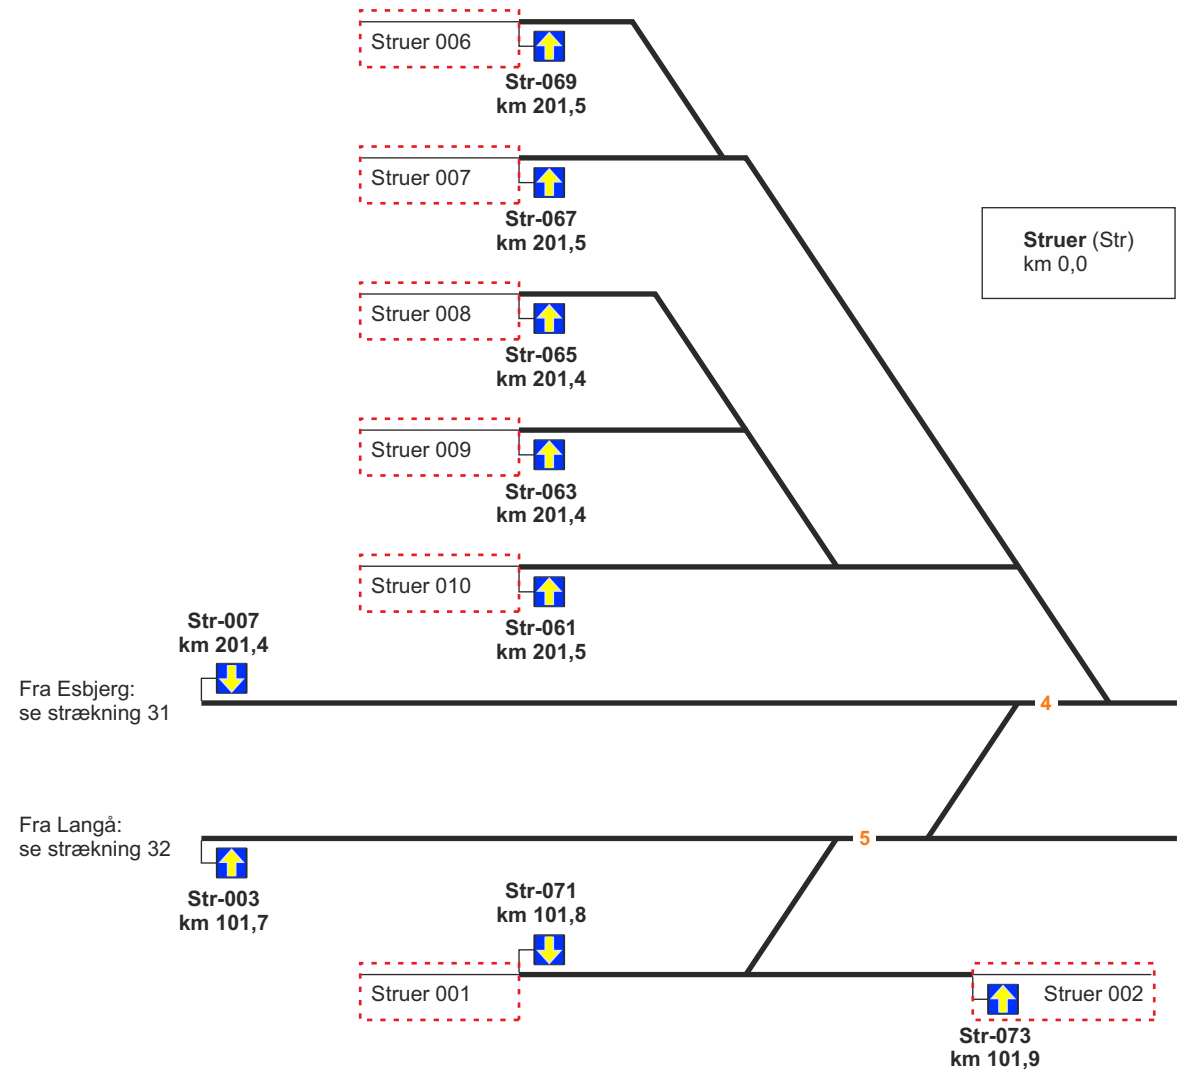 Struer 006
Str-069
km 201,5
Struer 007
Str-067
km 201,5
Struer (Str)
km 0,0
Struer 008
Str-065
km 201,4
Struer 009
Str-063
km 201,4
Struer 010
Str-061
km 201,5
Str-007
km 201,4
Fra Esbjerg:
se strækning 31
4
Fra Langå:
se strækning 32
5
Str-003
km 101,7
Str-071
km 101,8
Struer 001
Struer 002
Str-073
km 101,9